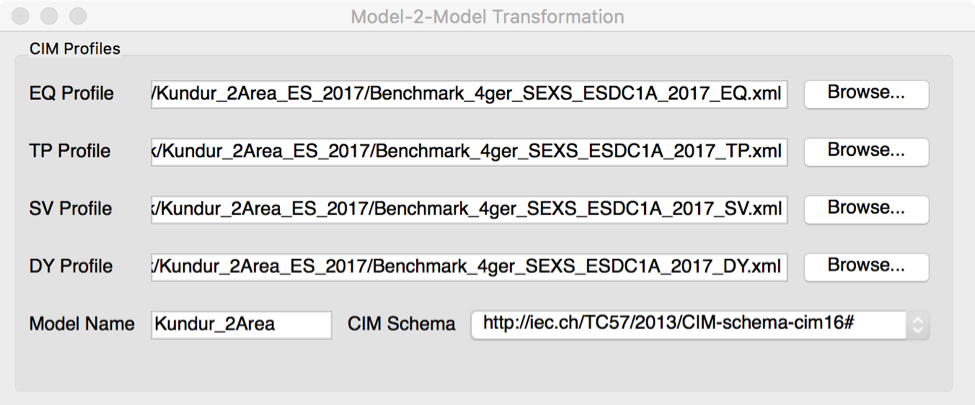 Model-2-Model Transformation
CIM Profiles
EQ Profile /Kundur_2Area_ES_2017/Benchmark_4ger_SEXS_ESDC1A_2017_EQ.xml Browse...
TP Profile k/Kundur_2Area_ES_2017/Benchmark_4ger_SEXS_ESDC1A_2017_TP.xml Browse...
SV Profile k/Kundur_2Area_ES_2017/Benchmark_4ger_SEXS_ESDC1A_2017_SV.xml Browse...
DY Profile /Kundur_2Area_ES_2017/Benchmark_4ger_SEXS_ESDC1A_2017_DY.xml Browse...
Model Name Kundur_2Area CIM Schema http://iec.ch/TC57/2013/CIM-schema-cim16#